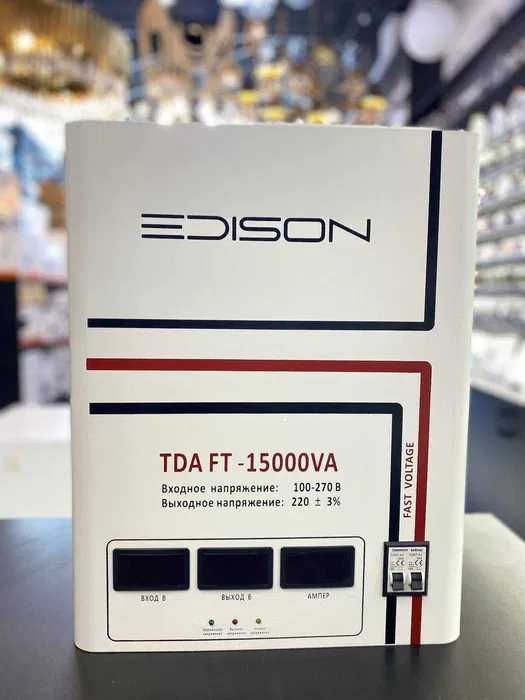 EDISON
TDA FT -15000VA
Входное напряжение: 100-270 В
Выходное напряжение: 220 ± 3%
FAST VOLTAGE
ВХОД В
ВЫХОД В
АМПЕР